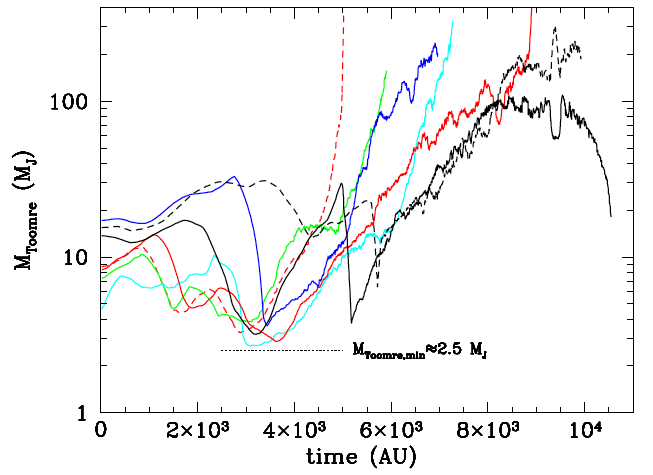 M_Toomre (M_J)
100
10
1
M_Toomre,min≈2.5 M_J
0 2×10³ 4×10³ 6×10³ 8×10³ 10⁴
time (AU)